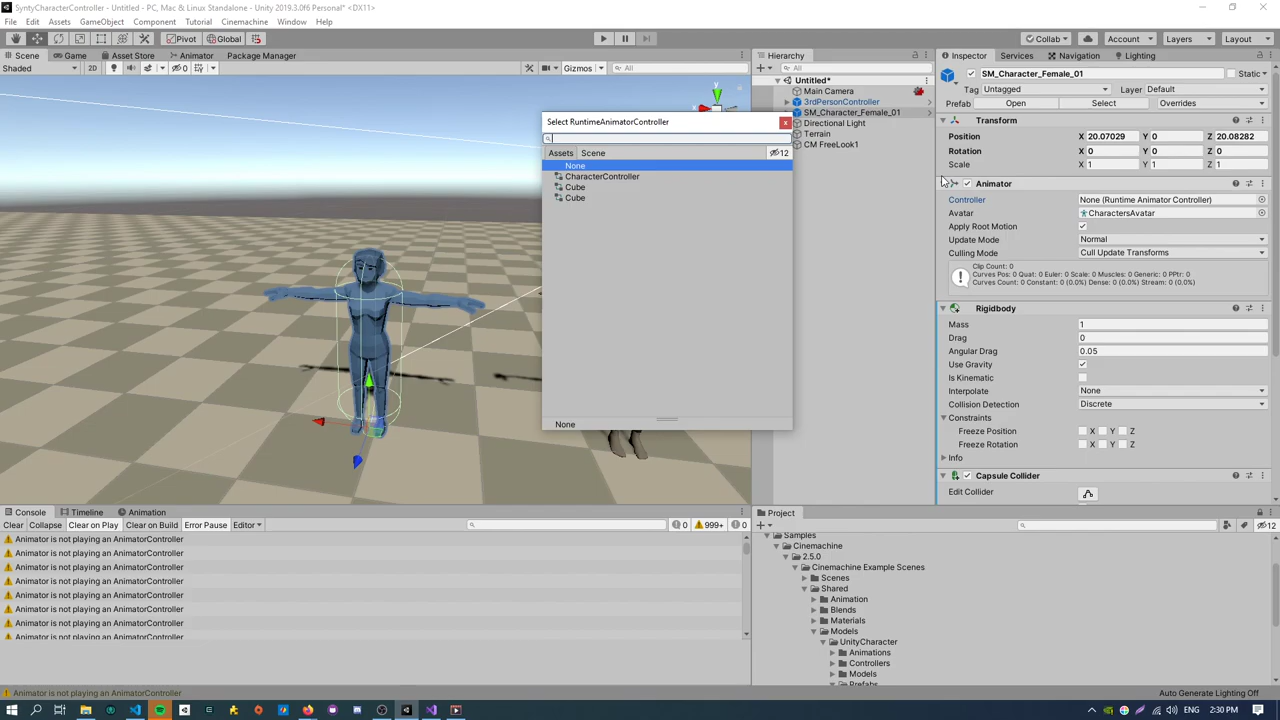 SyntyCharacterController - Untitled - PC, Mac & Linux Standalone - Unity 2019.3.0f6 Personal* <DX11>
File Edit Assets GameObject Component Tutorial Cinemachine Window Help
Pivot Global Collab Account Layers Layout
Scene Game Asset Store Animator Package Manager
Shaded 2D 0 Gizmos All
y
x
Select RuntimeAnimatorController
Assets Scene 12
None
CharacterController
Cube
Cube
None
Hierarchy
All
Untitled*
Main Camera
3rdPersonController
SM_Character_Female_01
Directional Light
Terrain
CM FreeLook1
Inspector Services Navigation Lighting
SM_Character_Female_01 Static
Tag Untagged Layer Default
Prefab Open Select Overrides
Transform
Position X 20.07029 Y 0 Z 20.08282
Rotation X 0 Y 0 Z 0
Scale X 1 Y 1 Z 1
Animator
Controller None (Runtime Animator Controller)
Avatar CharactersAvatar
Apply Root Motion
Update Mode Normal
Culling Mode Cull Update Transforms
Clip Count: 0
Curves Pos: 0 Quat: 0 Euler: 0 Scale: 0 Muscles: 0 Generic: 0 PPtr: 0
Curves Count: 0 Constant: 0 (0.0%) Dense: 0 (0.0%) Stream: 0 (0.0%)
Rigidbody
Mass 1
Drag 0
Angular Drag 0.05
Use Gravity
Is Kinematic
Interpolate None
Collision Detection Discrete
Constraints
Freeze Position X Y Z
Freeze Rotation X Y Z
Info
Capsule Collider
Edit Collider
Console Timeline Animation
Clear Collapse Clear on Play Clear on Build Error Pause Editor 0 999+ 0
Animator is not playing an AnimatorController
Animator is not playing an AnimatorController
Animator is not playing an AnimatorController
Animator is not playing an AnimatorController
Animator is not playing an AnimatorController
Animator is not playing an AnimatorController
Animator is not playing an AnimatorController
Animator is not playing an AnimatorController
Project
12
Samples
Cinemachine
2.5.0
Cinemachine Example Scenes
Scenes
Shared
Animation
Blends
Materials
Models
UnityCharacter
Animations
Controllers
Models
Prefabs
Auto Generate Lighting Off
2:30 PM